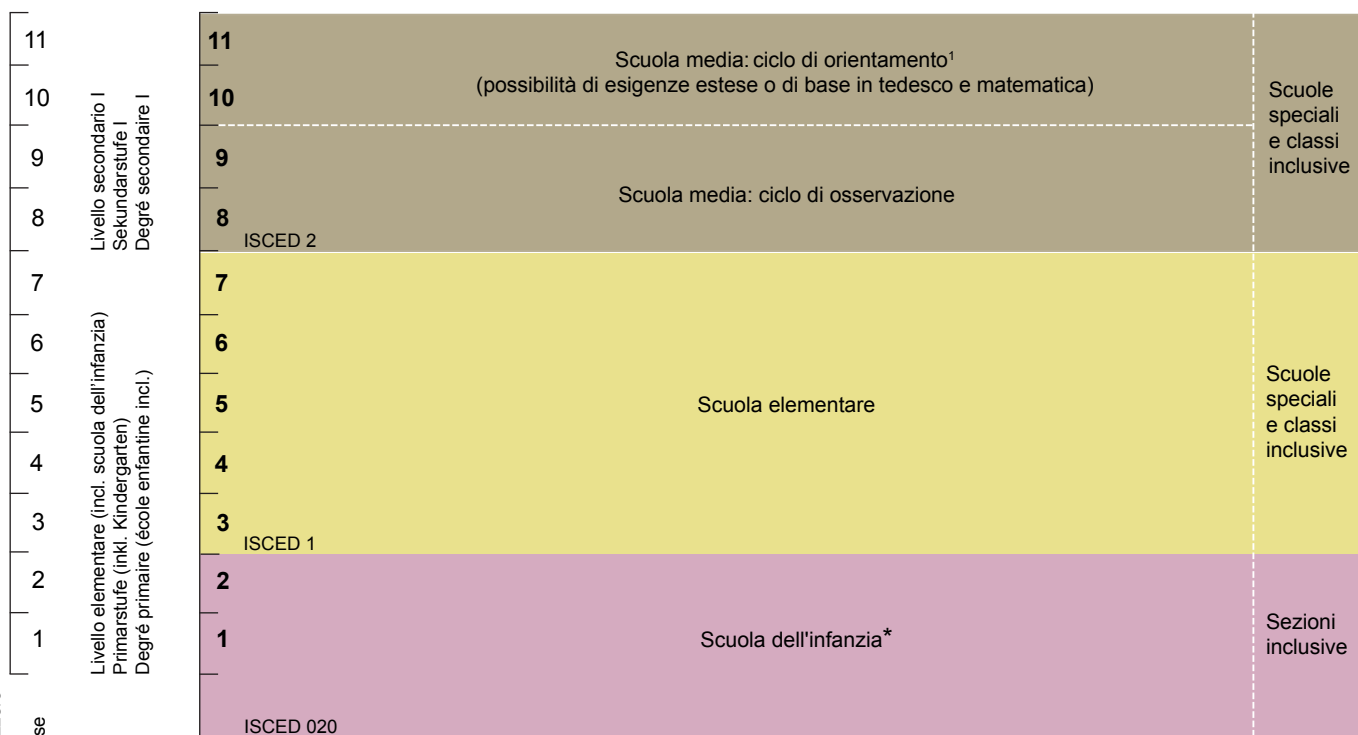 11
10
9
8
7
6
5
4
3
2
1
Livello secondario I
Sekundarstufe I
Degré secondaire I
Livello elementare (incl. scuola dell'infanzia)
Primarstufe (inkl. Kindergarten)
Degré primaire (école enfantine incl.)
11
10
9
8
ISCED 2
7
6
5
4
3
ISCED 1
2
1
ISCED 020
Scuola media: ciclo di orientamento¹
(possibilità di esigenze estese o di base in tedesco e matematica)
Scuola media: ciclo di osservazione
Scuola elementare
Scuola dell'infanzia*
Scuole
speciali
e classi
inclusive
Scuole
speciali
e classi
inclusive
Sezioni
inclusive